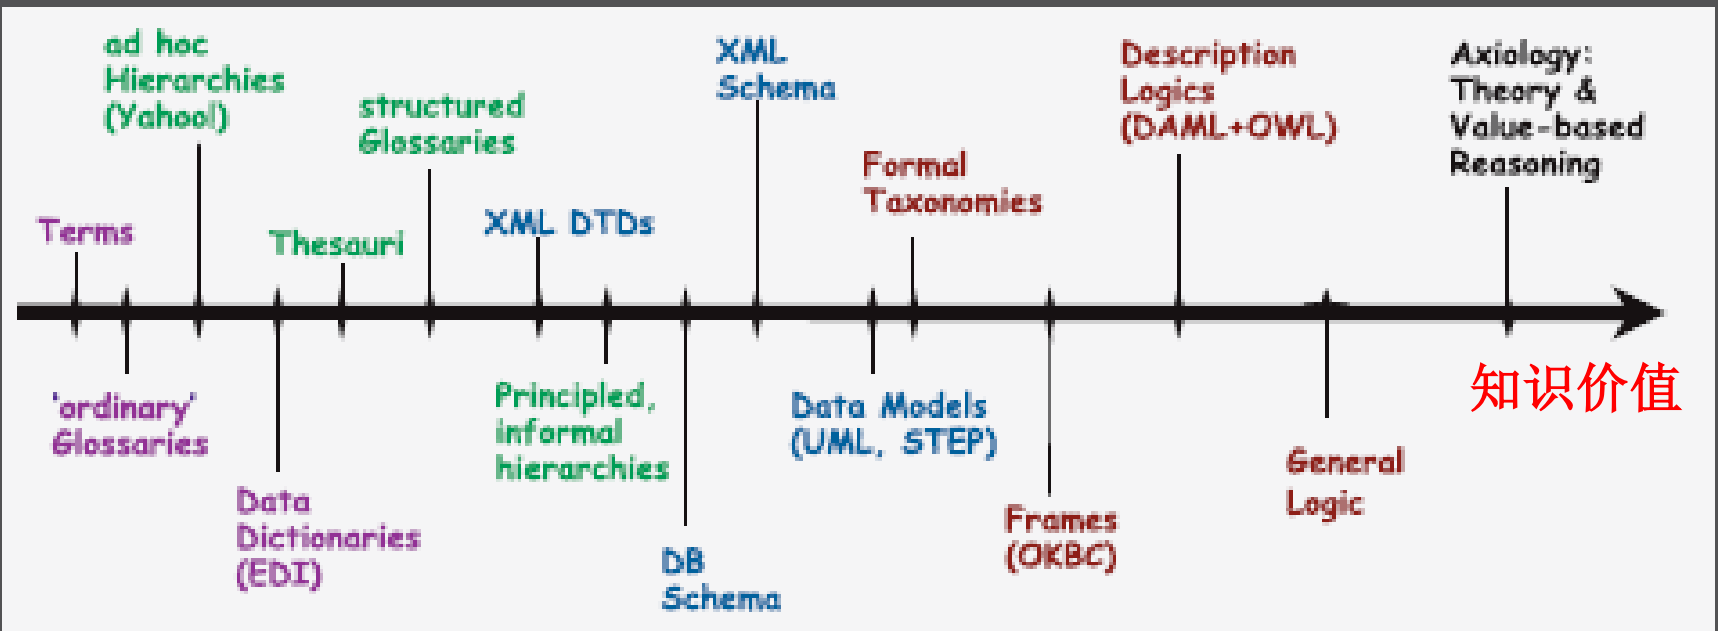 ad hoc
Hierarchies
(Yahoo!)
structured
Glossaries
XML
Schema
Description
Logics
(DAML+OWL)
Axiology:
Theory &
Value-based
Reasoning
Formal
Taxonomies
Terms
Thesauri
XML DTDs
'ordinary'
Glossaries
Principled,
informal
hierarchies
Data Models
(UML, STEP)
知识价值
General
Logic
Data
Dictionaries
(EDI)
Frames
(OKBC)
DB
Schema